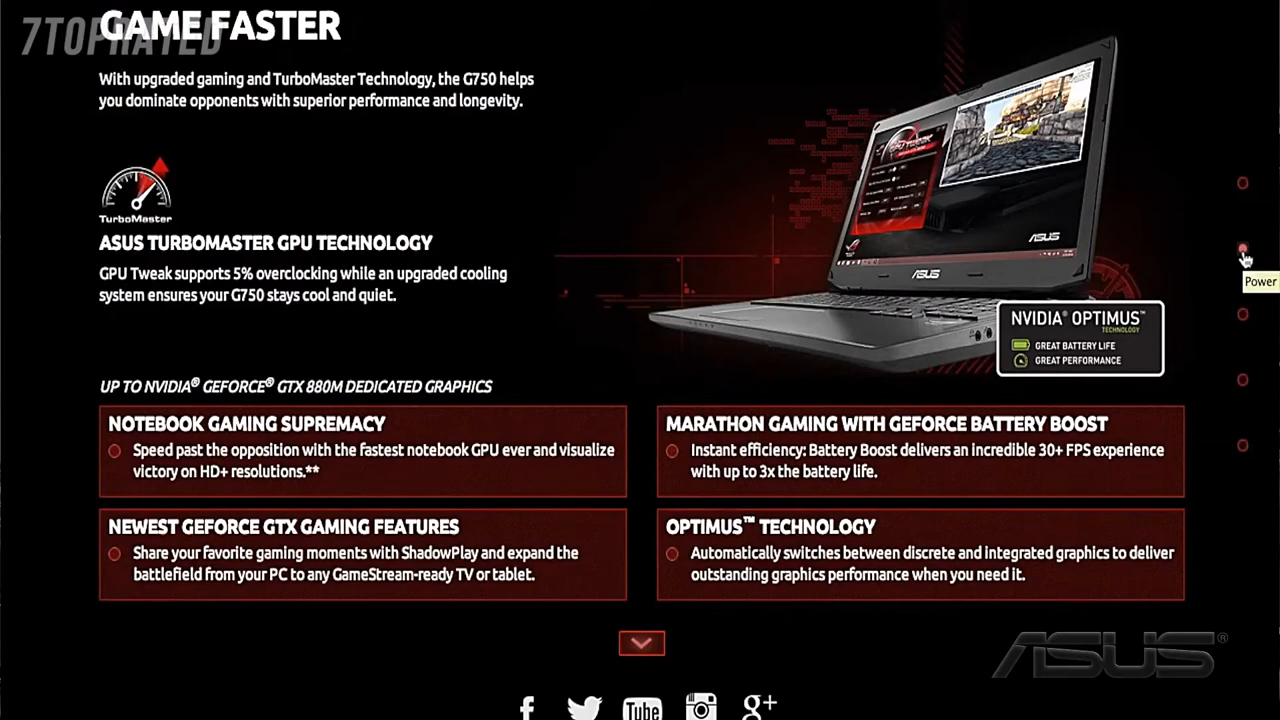 7TOPRATED
GAME FASTER
With upgraded gaming and TurboMaster Technology, the G750 helps
you dominate opponents with superior performance and longevity.
TurboMaster
ASUS TURBOMASTER GPU TECHNOLOGY
GPU Tweak supports 5% overclocking while an upgraded cooling
system ensures your G750 stays cool and quiet.
GPU TWEAK
ASUS
ASUS
Power
NVIDIA® OPTIMUS™
TECHNOLOGY
GREAT BATTERY LIFE
GREAT PERFORMANCE
UP TO NVIDIA® GEFORCE® GTX 880M DEDICATED GRAPHICS
NOTEBOOK GAMING SUPREMACY
Speed past the opposition with the fastest notebook GPU ever and visualize
victory on HD+ resolutions.**
MARATHON GAMING WITH GEFORCE BATTERY BOOST
Instant efficiency: Battery Boost delivers an incredible 30+ FPS experience
with up to 3x the battery life.
NEWEST GEFORCE GTX GAMING FEATURES
Share your favorite gaming moments with ShadowPlay and expand the
battlefield from your PC to any GameStream-ready TV or tablet.
OPTIMUS™ TECHNOLOGY
Automatically switches between discrete and integrated graphics to deliver
outstanding graphics performance when you need it.
ASUS®
f
You Tube
g+